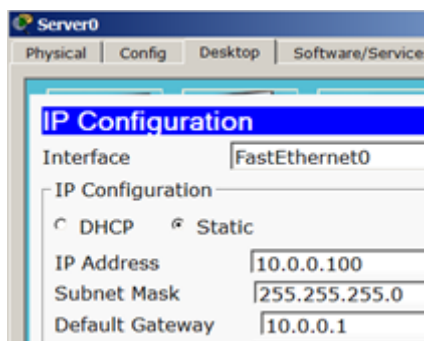 Server0
Physical Config Desktop Software/Service
IP Configuration
Interface FastEthernet0
IP Configuration
DHCP Static
IP Address 10.0.0.100
Subnet Mask 255.255.255.0
Default Gateway 10.0.0.1